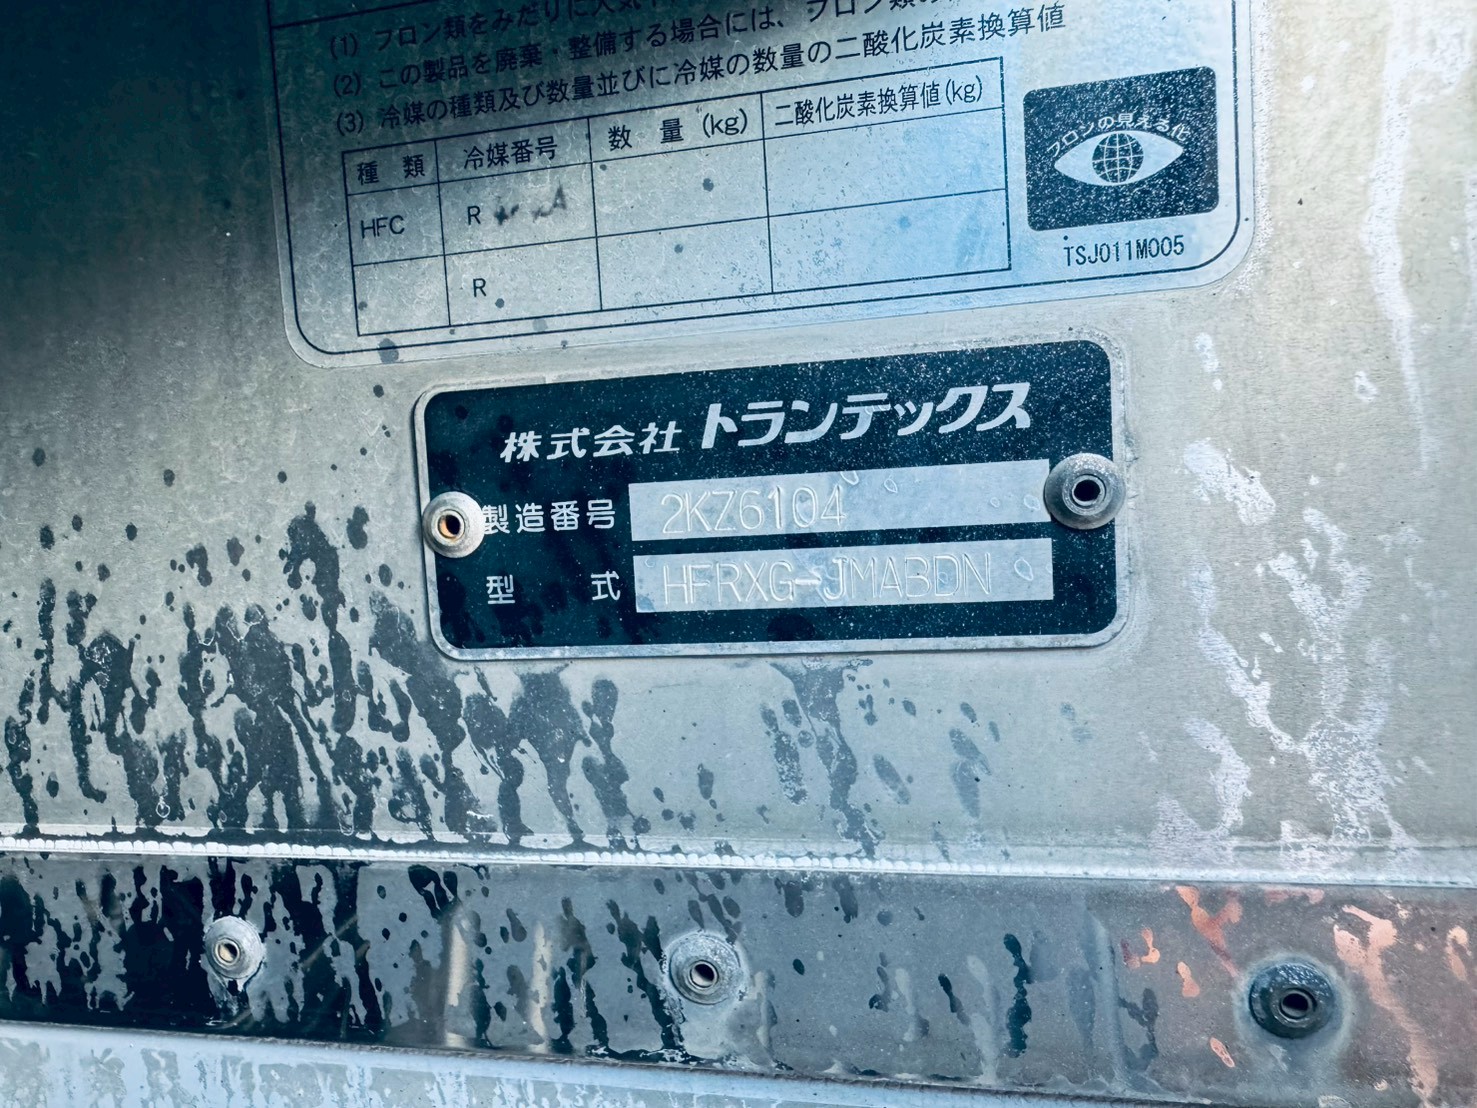 (1) フロン類をみだりに大気中
(2) この製品を廃棄・整備する場合には、フロン類の
(3) 冷媒の種類及び数量並びに冷媒の数量の二酸化炭素換算値
種 類 冷媒番号 数 量 (kg) 二酸化炭素換算値(kg)
HFC R A
R
フロンの見える化
TSJ011M005
株式会社 トランテックス
製造番号 2KZ6104
型 式 HFRXG-JMABDN